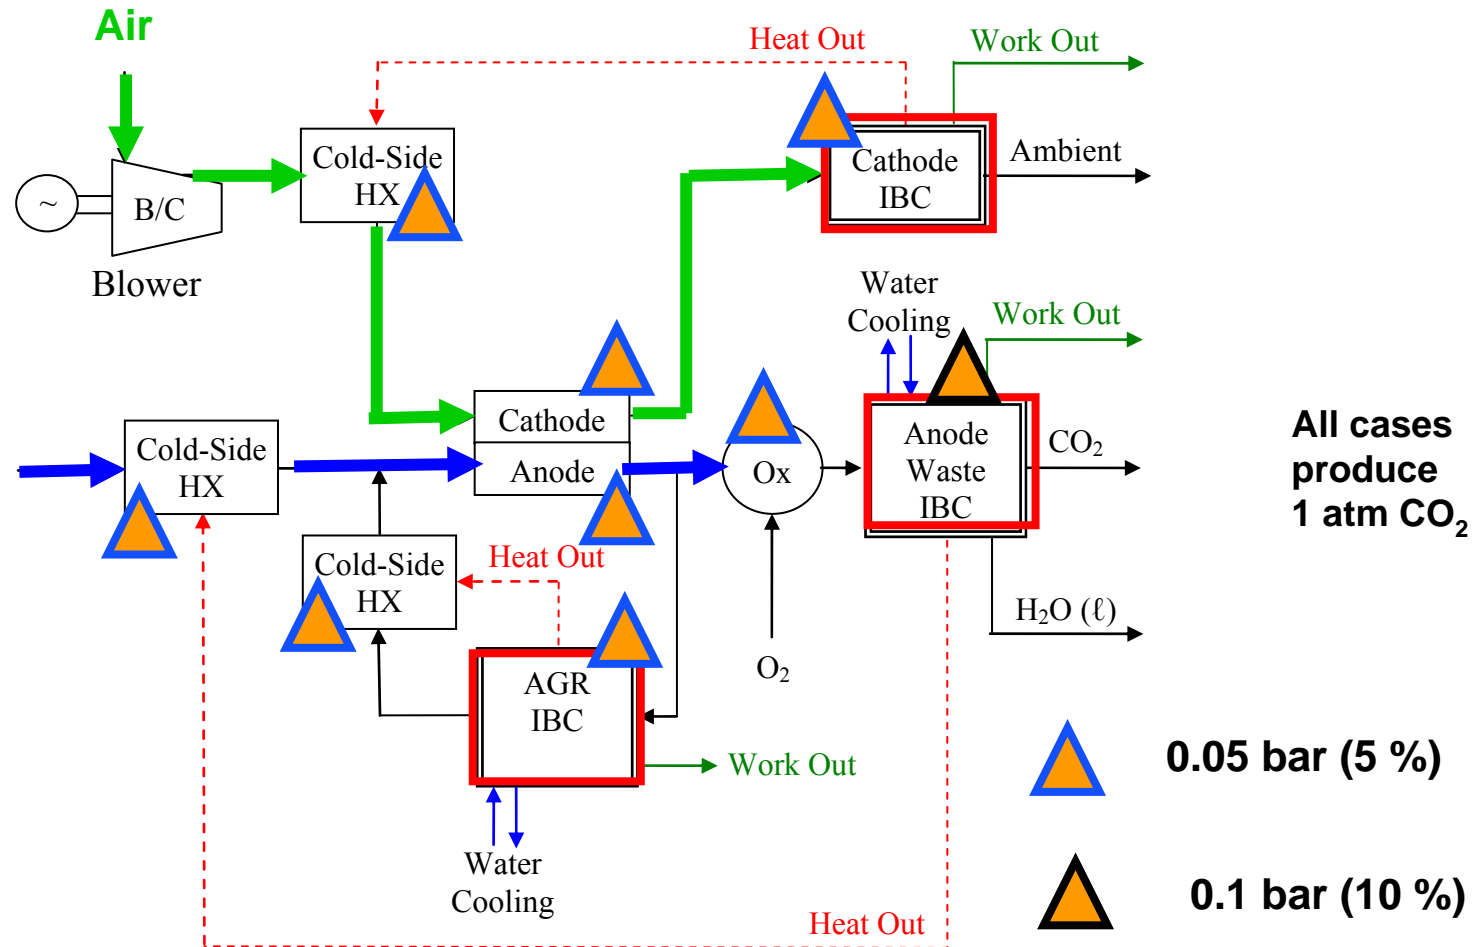 Air
Heat Out
Work Out
Cold-Side
HX
Cathode
IBC
Ambient
~
B/C
Blower
Water
Cooling
Work Out
Cathode
Anode
Cold-Side
HX
Ox
Anode
Waste
IBC
CO₂
All cases
produce
1 atm CO₂
Cold-Side
HX
Heat Out
H₂O (ℓ)
O₂
AGR
IBC
Work Out
0.05 bar (5 %)
Water
Cooling
0.1 bar (10 %)
Heat Out